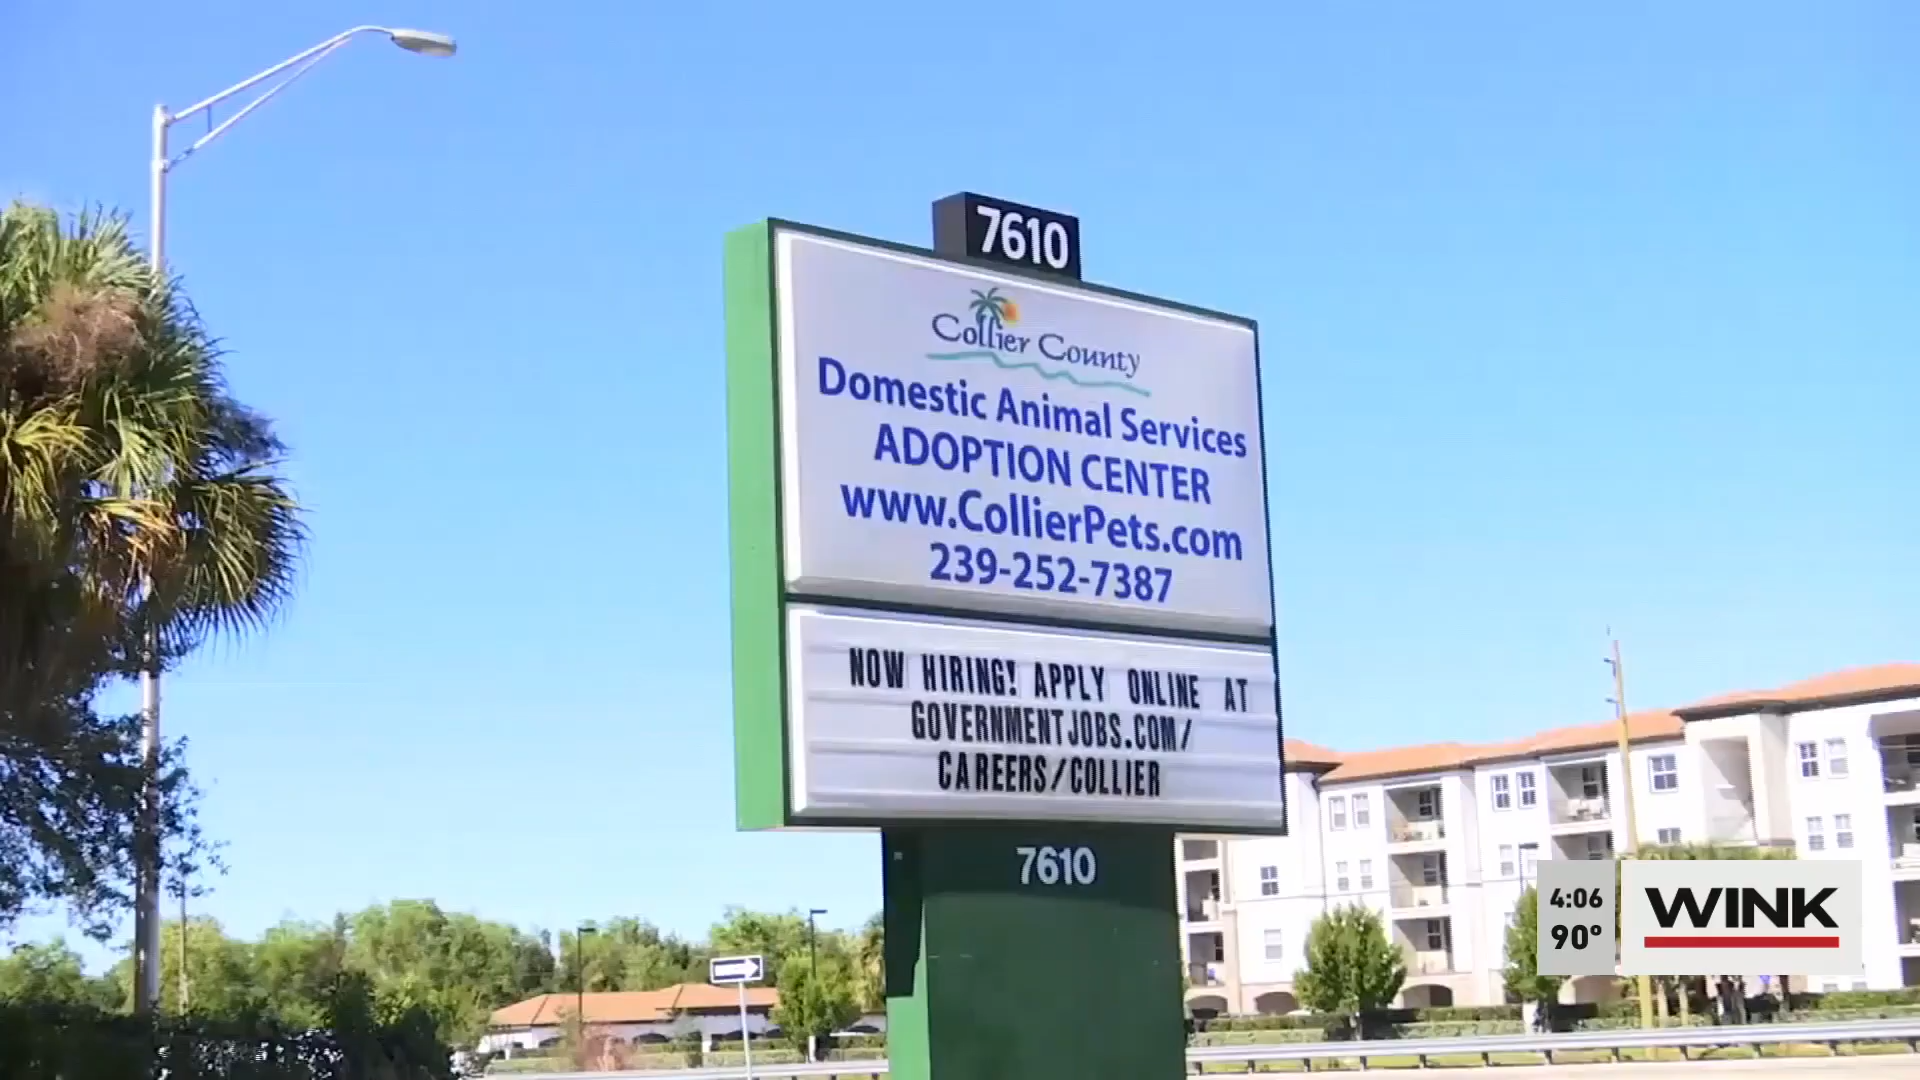 7610
Collier County
Domestic Animal Services
ADOPTION CENTER
www.CollierPets.com
239-252-7387
NOW HIRING! APPLY ONLINE AT
GOVERNMENTJOBS.COM/
CAREERS/COLLIER
7610
4:06
90°
WINK